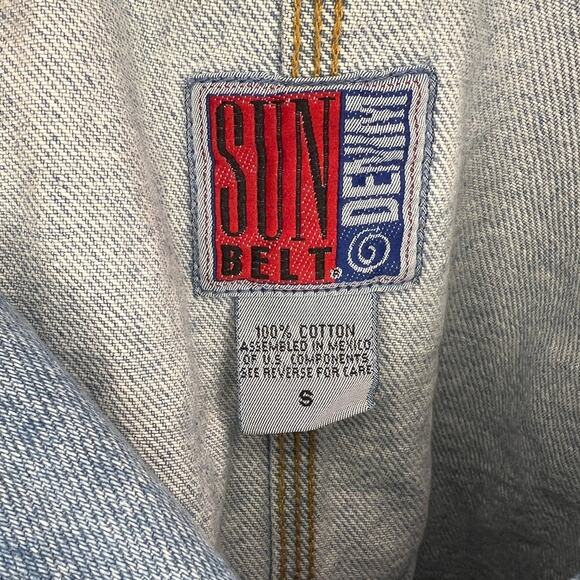 SUN
BELT®
DENIM
100% COTTON
ASSEMBLED IN MEXICO
OF U.S. COMPONENTS
SEE REVERSE FOR CARE
S